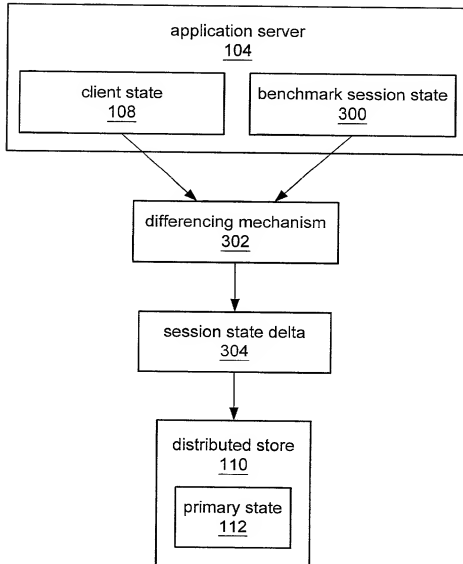 application server
104
client state
108
benchmark session state
300
differencing mechanism
302
session state delta
304
distributed store
110
primary state
112